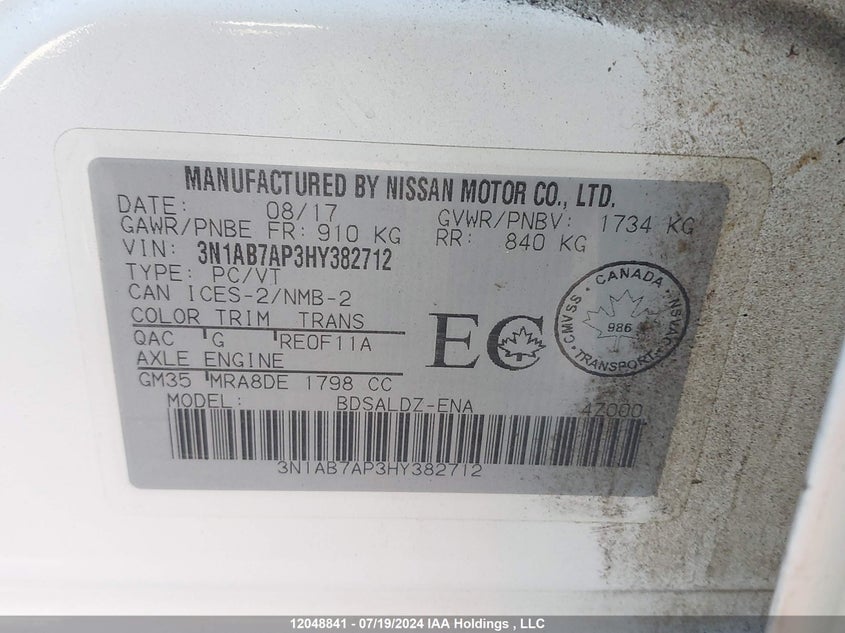 MANUFACTURED BY NISSAN MOTOR CO., LTD.
DATE: 08/17 GVWR/PNBV: 1734 KG
GAWR/PNBE FR: 910 KG RR: 840 KG
VIN: 3N1AB7AP3HY382712
TYPE: PC/VT
CAN ICES-2/NMB-2
COLOR TRIM TRANS
QAC G RE0F11A
AXLE ENGINE
GM35 MRA8DE 1798 CC
EC
CANADA
CMVSS · NSVAC
986
TRANSPORT
MODEL: BDSALDZ-ENA 4Z000
3N1AB7AP3HY382712
12048841 - 07/19/2024 IAA Holdings , LLC